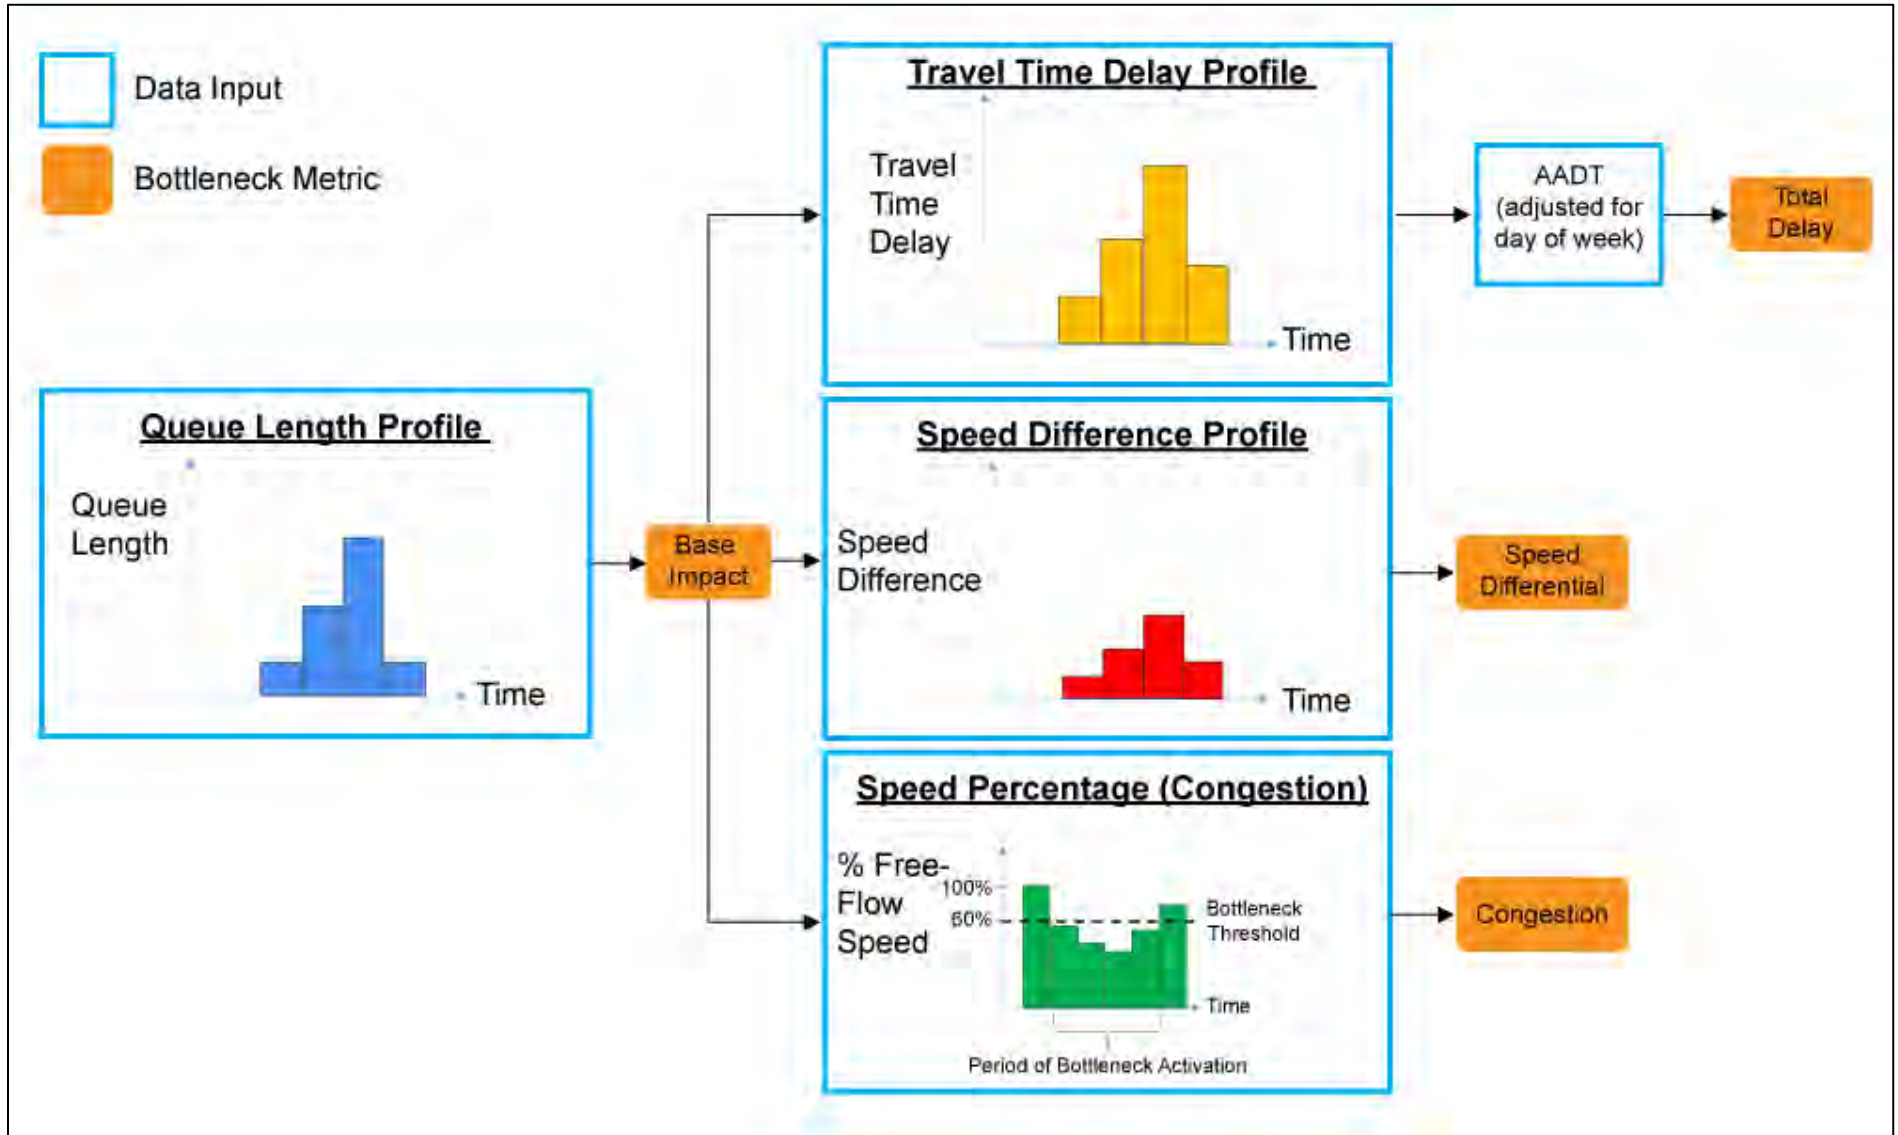 Data Input
Bottleneck Metric
Travel Time Delay Profile
Travel
Time
Delay
Time
AADT
(adjusted for
day of week)
Total
Delay
Queue Length Profile
Queue
Length
Time
Base
Impact
Speed Difference Profile
Speed
Difference
Time
Speed
Differential
Speed Percentage (Congestion)
% Free-
Flow
Speed
100%
60%
Bottleneck
Threshold
Time
Period of Bottleneck Activation
Congestion